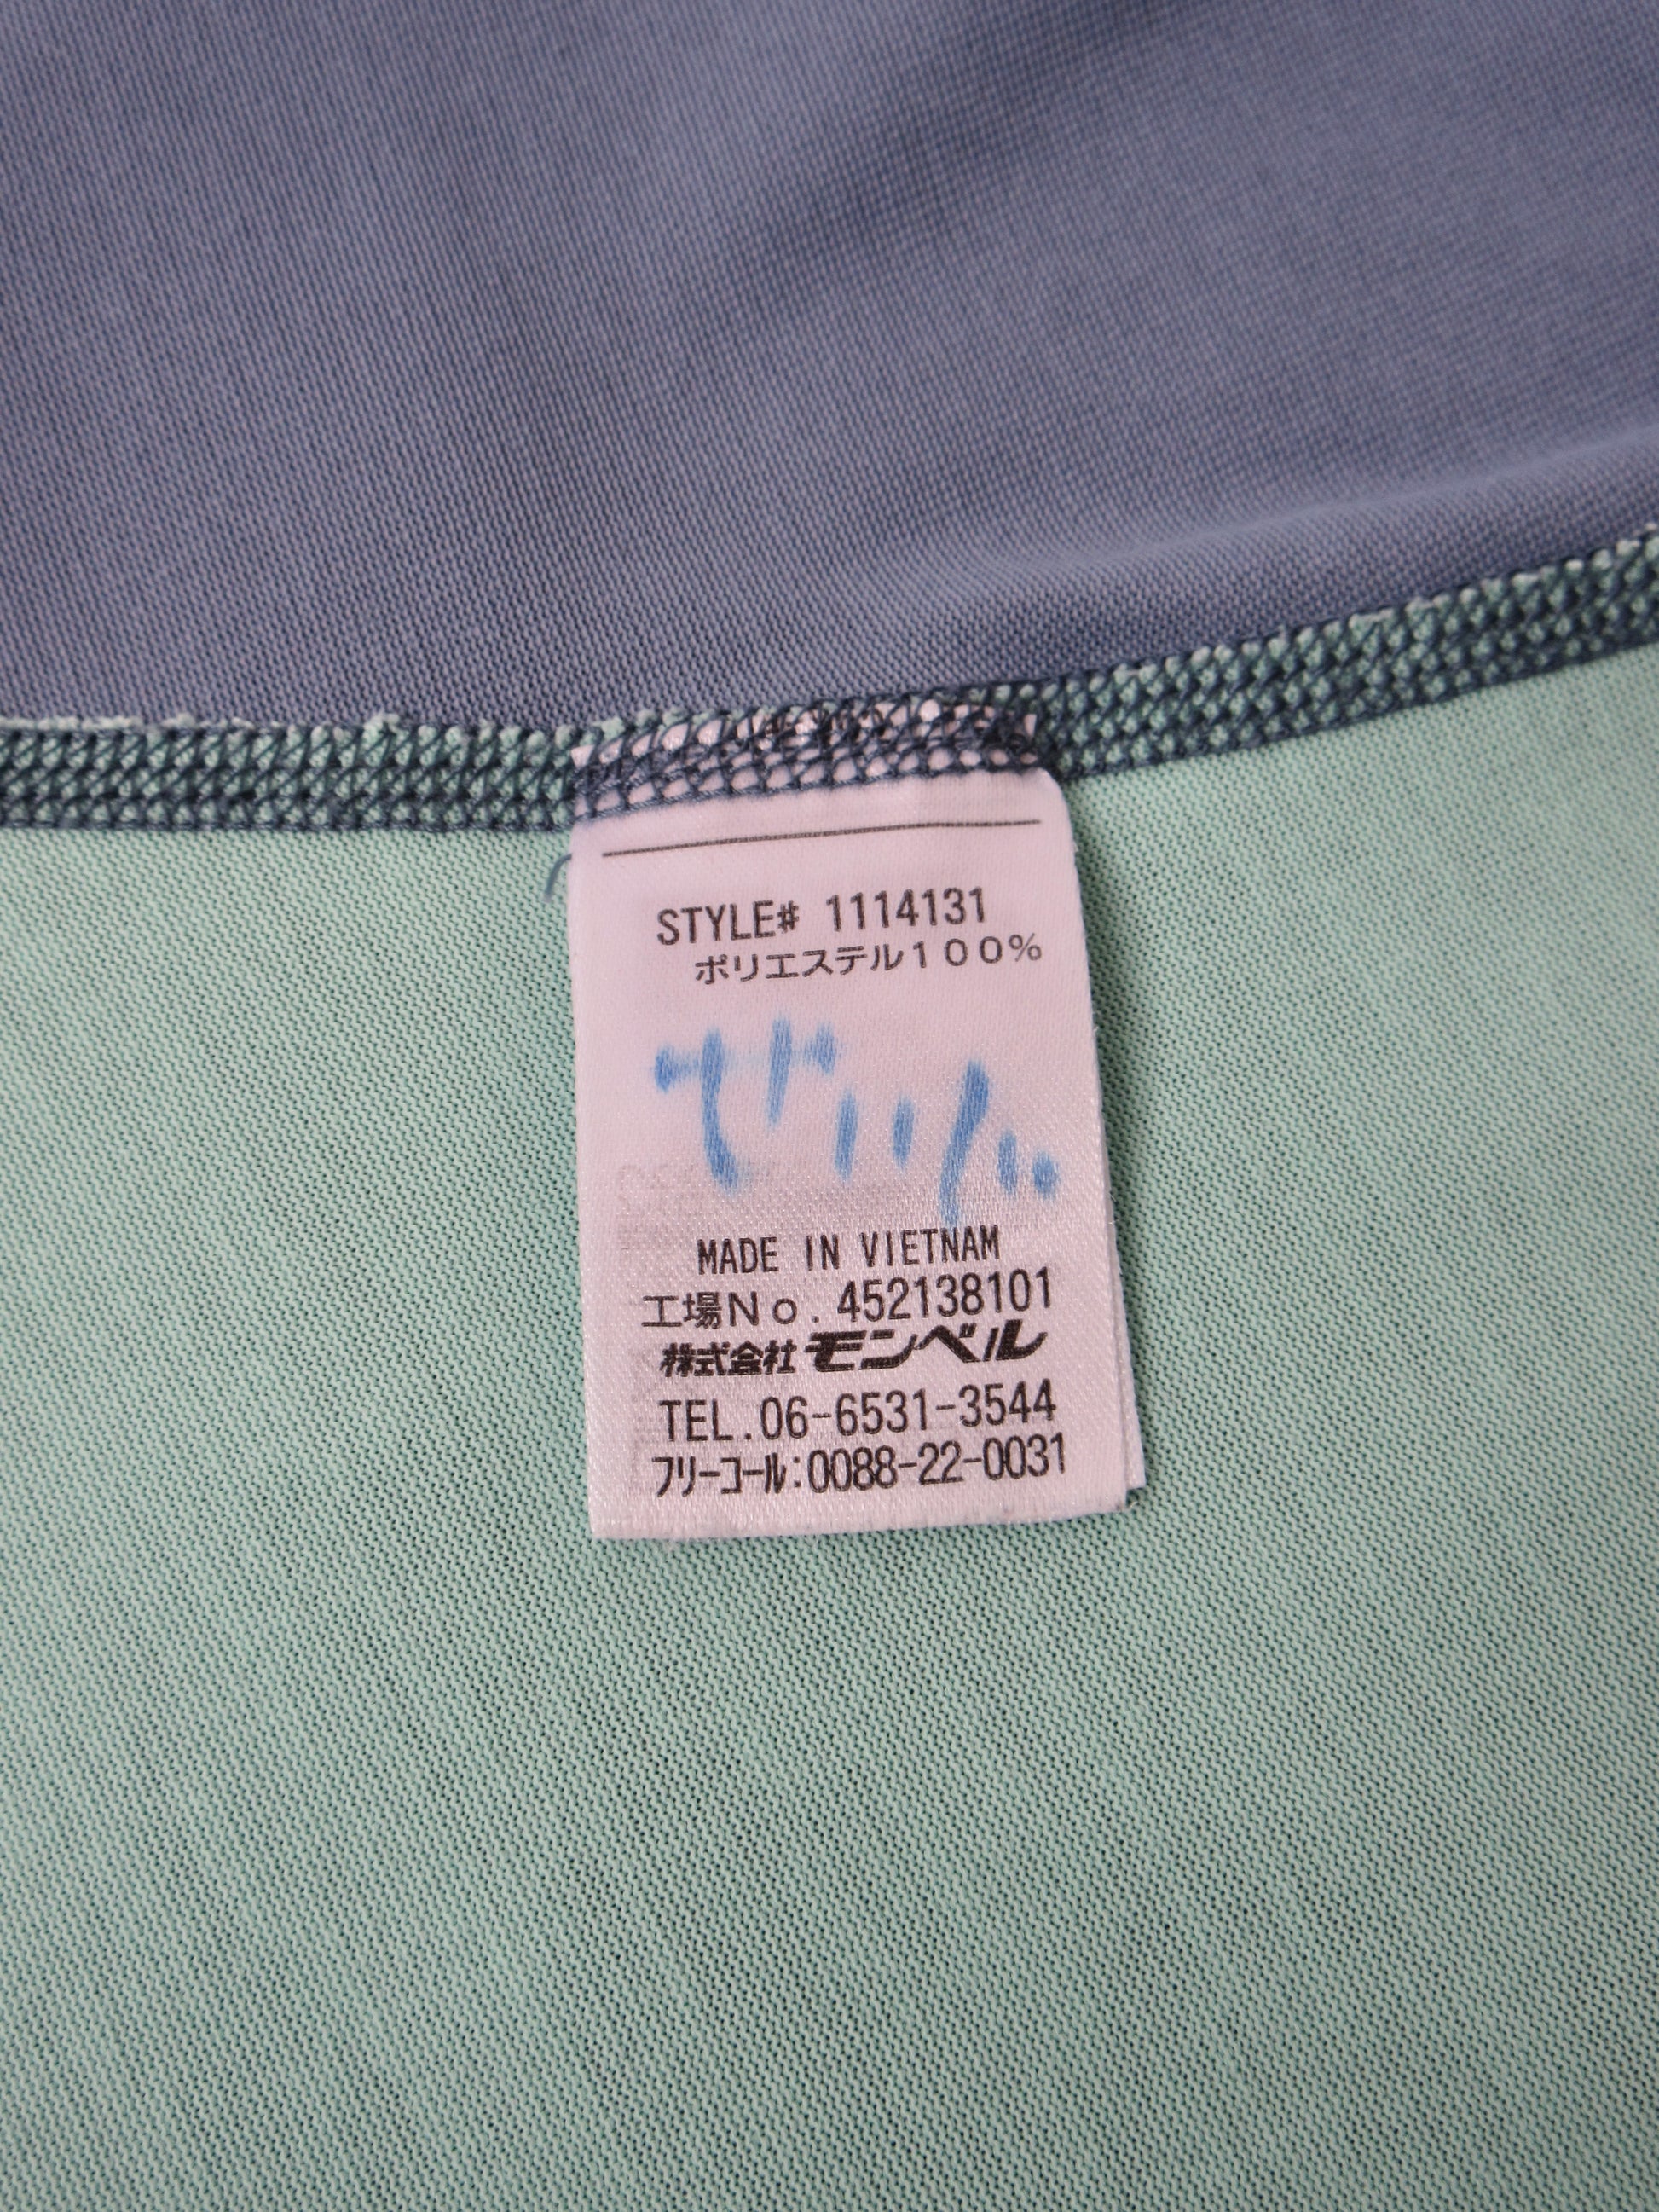 STYLE# 1114131
ポリエステル１００％
MADE IN VIETNAM
工場Ｎｏ. 452138101
株式会社 モンベル
TEL.06-6531-3544
フリーコール:0088-22-0031